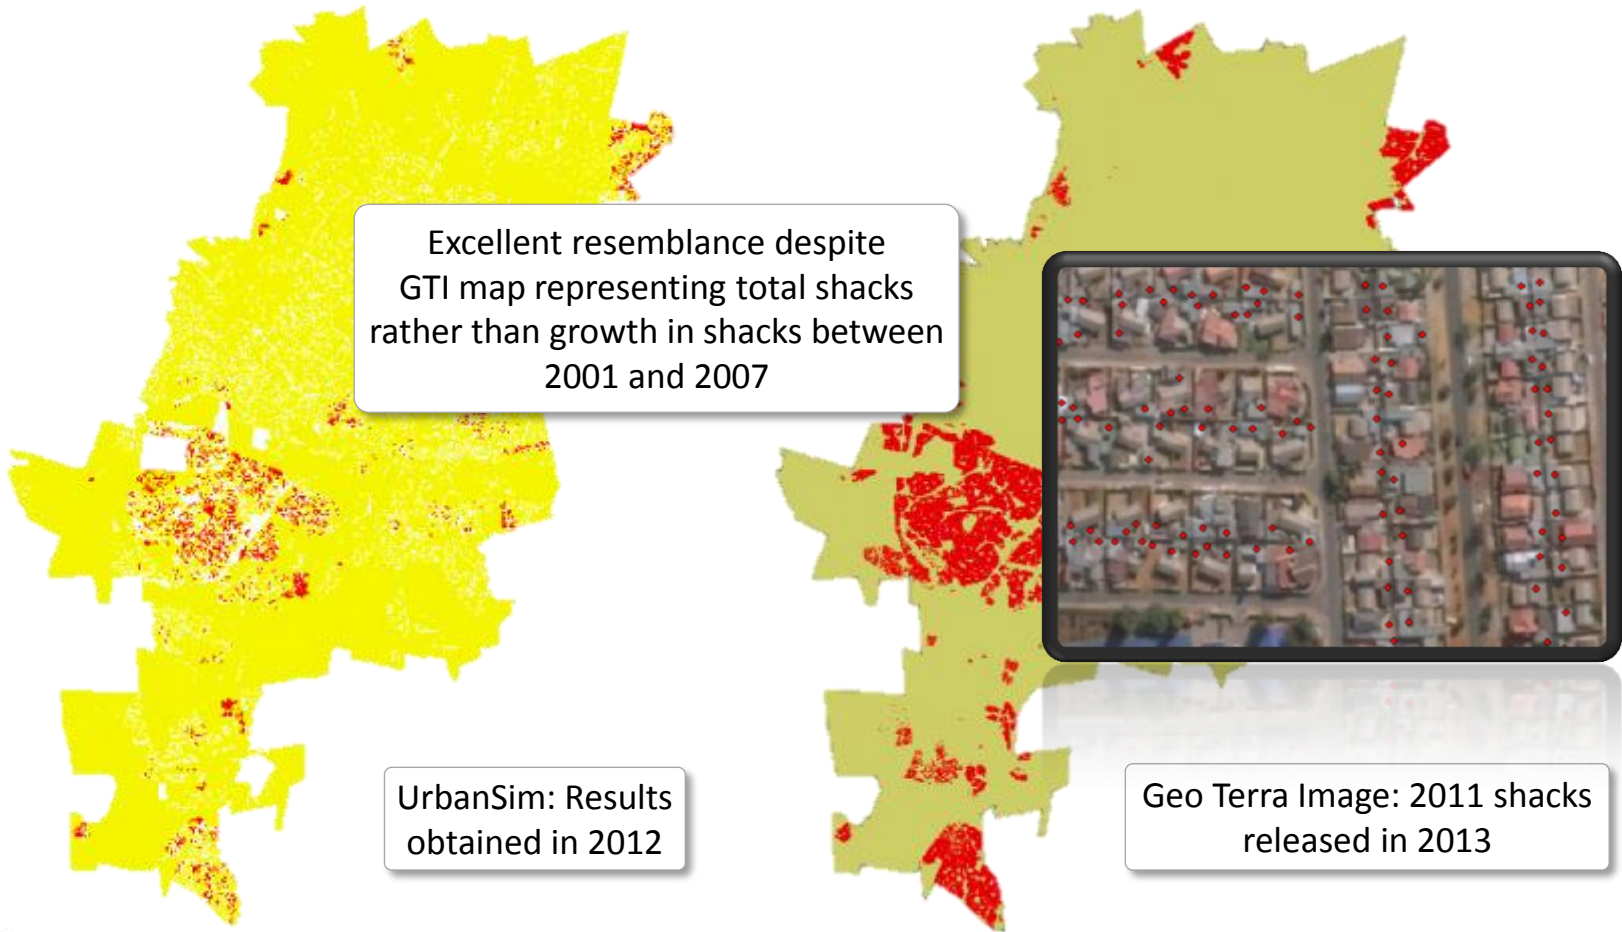 Excellent resemblance despite
GTI map representing total shacks
rather than growth in shacks between
2001 and 2007
UrbanSim: Results
obtained in 2012
Geo Terra Image: 2011 shacks
released in 2013